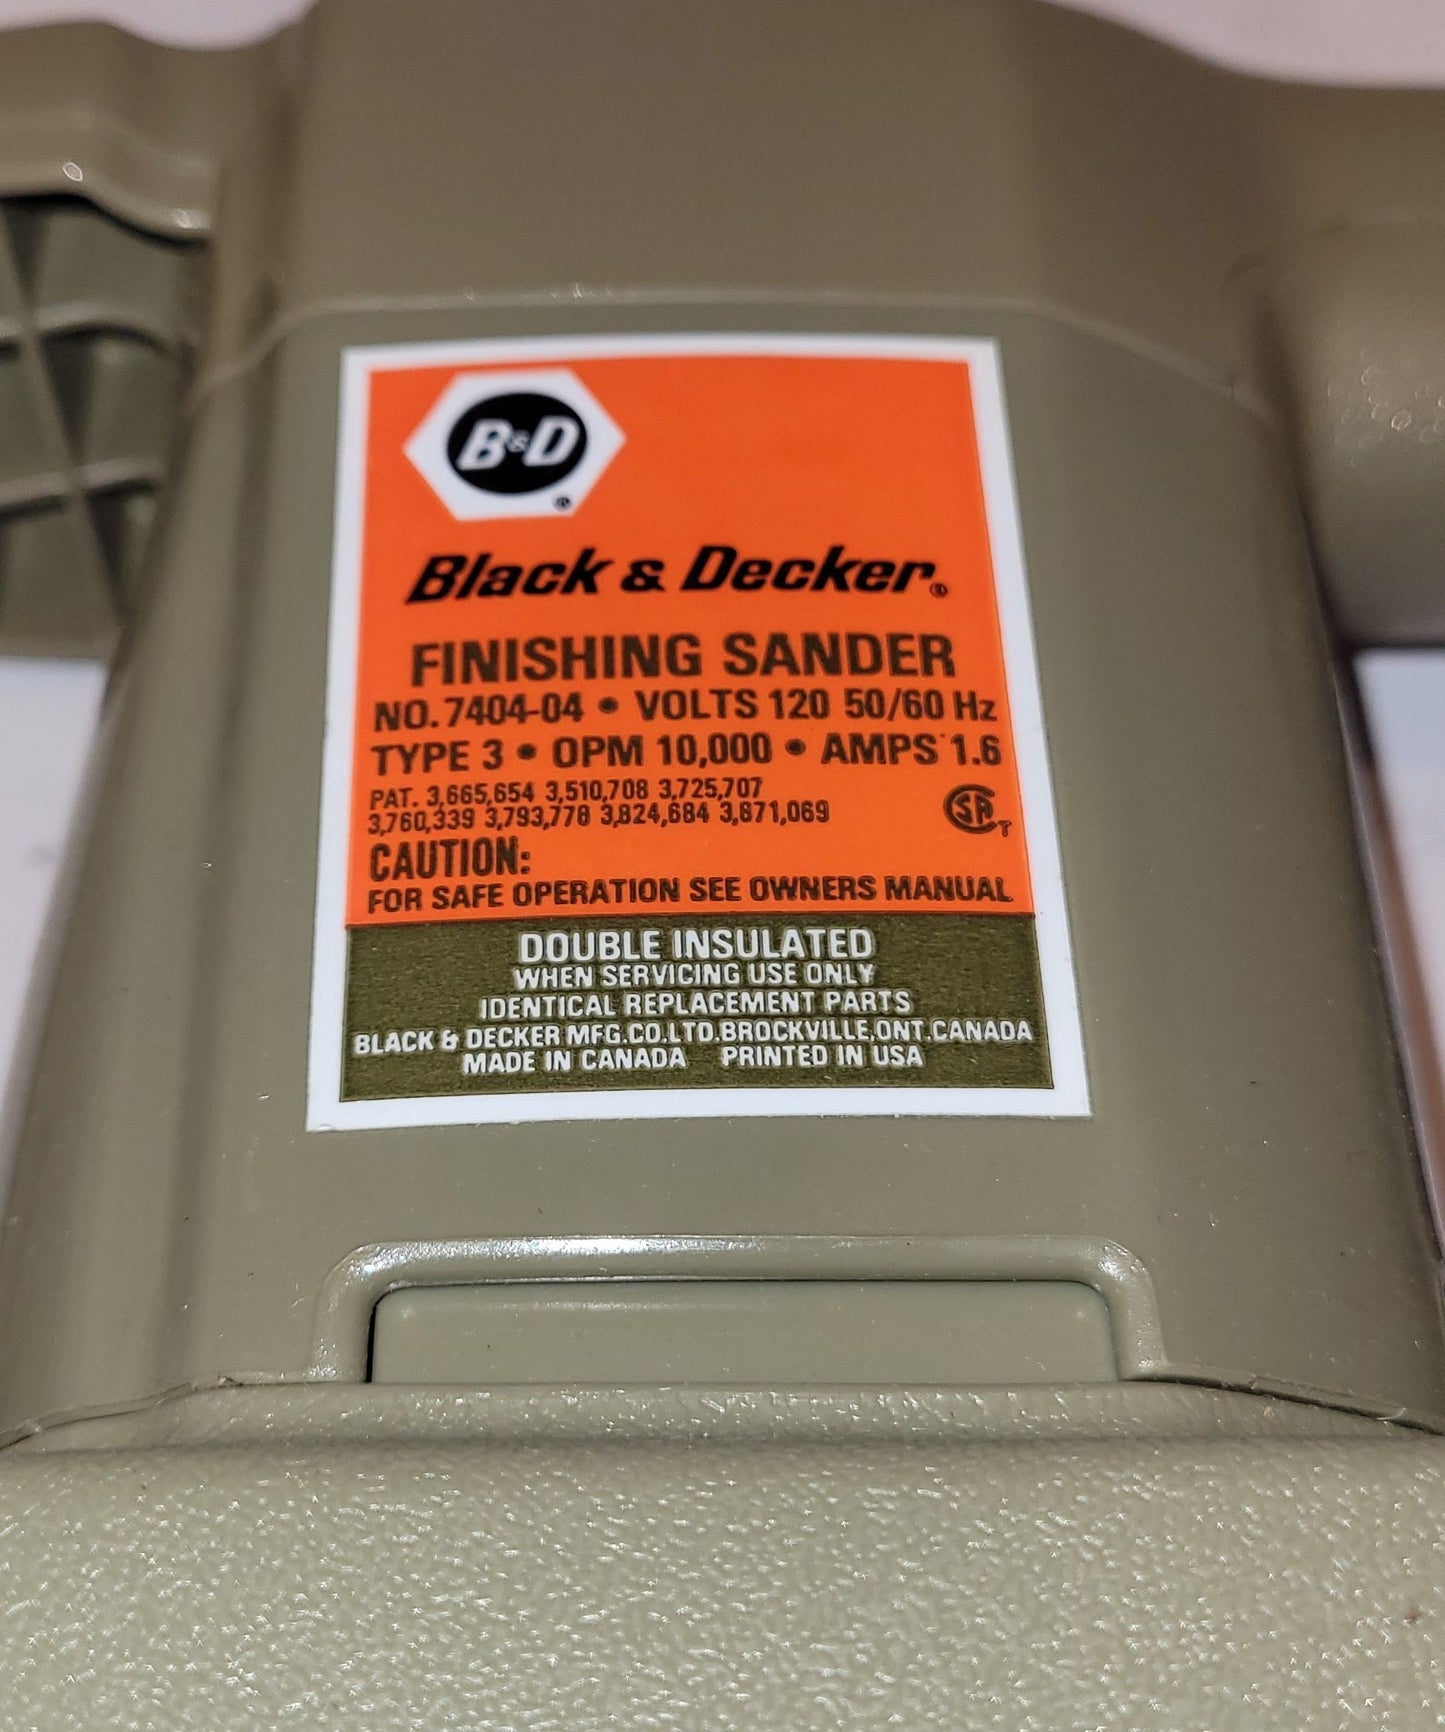 B&D
®
Black & Decker®
FINISHING SANDER
NO. 7404-04 • VOLTS 120 50/60 Hz
TYPE 3 • OPM 10,000 • AMPS 1.6
PAT. 3,665,654 3,510,708 3,725,707
3,760,339 3,793,778 3,824,684 3,871,069
SA T
CAUTION:
FOR SAFE OPERATION SEE OWNERS MANUAL
DOUBLE INSULATED
WHEN SERVICING USE ONLY
IDENTICAL REPLACEMENT PARTS
BLACK & DECKER MFG.CO.LTD.BROCKVILLE,ONT.CANADA
MADE IN CANADA PRINTED IN USA